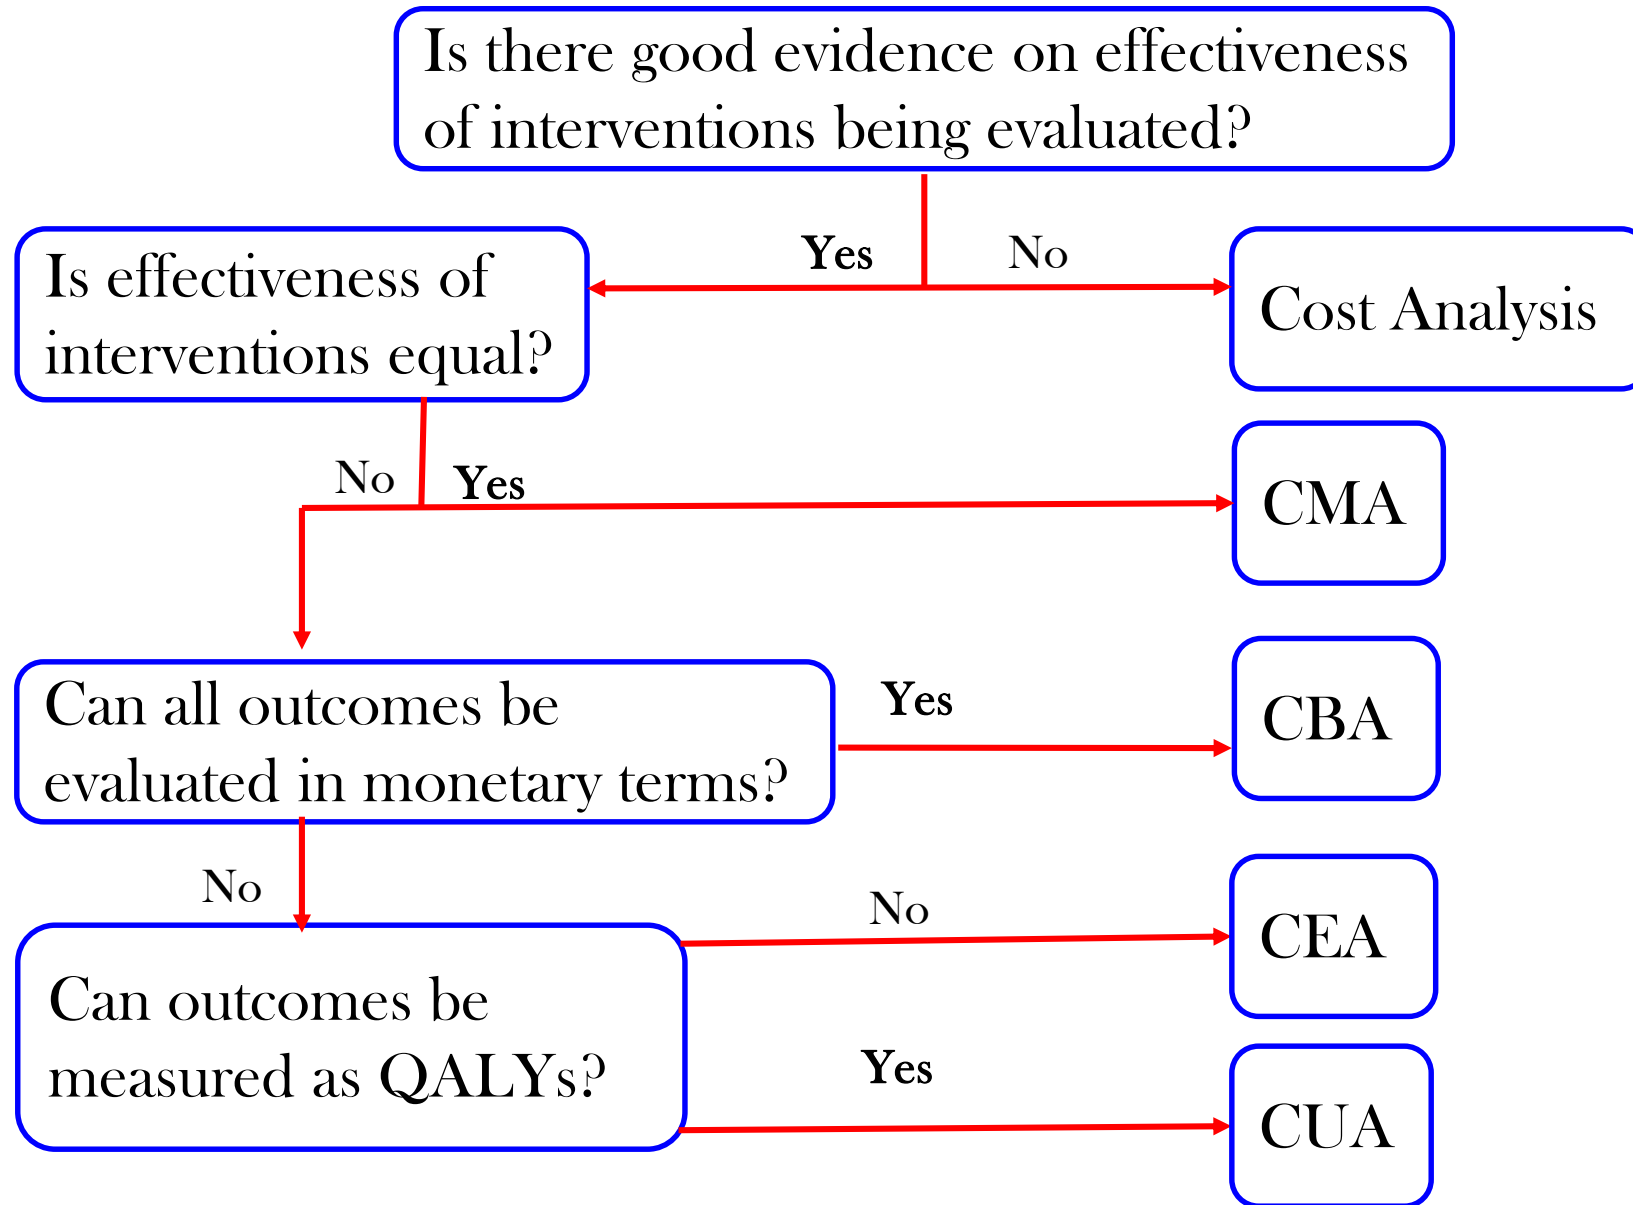 Is there good evidence on effectiveness
of interventions being evaluated?
Yes
No
Is effectiveness of
interventions equal?
Cost Analysis
No
Yes
CMA
Can all outcomes be
evaluated in monetary terms?
Yes
CBA
No
Can outcomes be
measured as QALYs?
No
CEA
Yes
CUA